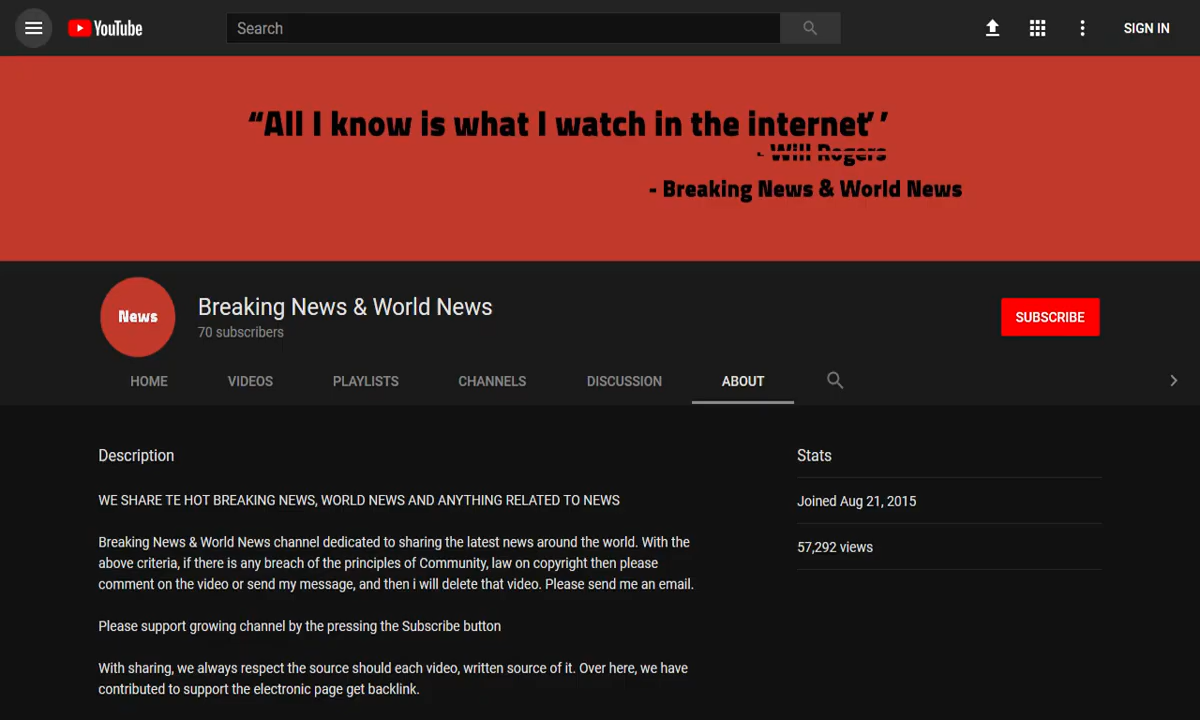 YouTube
Search
SIGN IN
“All I know is what I watch in the internet’’
- Will Rogers
- Breaking News & World News
News
Breaking News & World News
70 subscribers
SUBSCRIBE
HOME VIDEOS PLAYLISTS CHANNELS DISCUSSION ABOUT
Description
WE SHARE TE HOT BREAKING NEWS, WORLD NEWS AND ANYTHING RELATED TO NEWS
Breaking News & World News channel dedicated to sharing the latest news around the world. With the
above criteria, if there is any breach of the principles of Community, law on copyright then please
comment on the video or send my message, and then i will delete that video. Please send me an email.
Please support growing channel by the pressing the Subscribe button
With sharing, we always respect the source should each video, written source of it. Over here, we have
contributed to support the electronic page get backlink.
Stats
Joined Aug 21, 2015
57,292 views